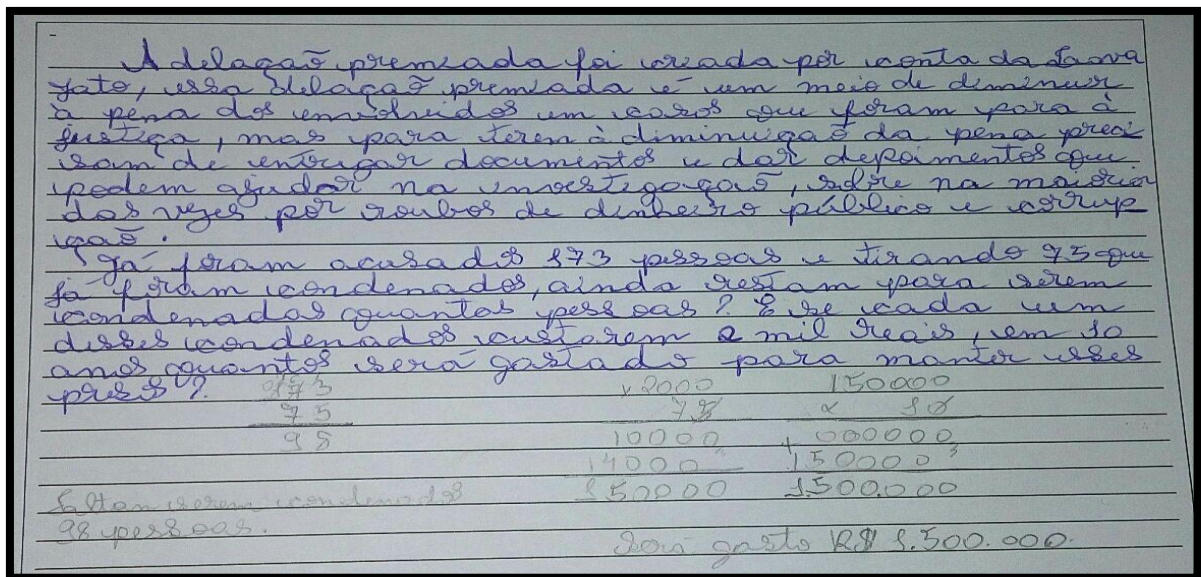 A delação premiada foi criada por conta da Lava
jato, essa delação premiada é um meio de diminuir
à pena dos envolvidos em casos que foram para à
justiça, mas para terem à diminuição da pena preci
sam de entregar documentos e dar depoimentos que
podem ajudar na investigação, sobre na maioria
das vezes por roubos de dinheiro público e corrup
ção.
Já foram acusados 173 pessoas e tirando 75 que
já foram condenados, ainda restam para serem
condenadas quantas pessoas? E se cada um
desses condenados custarem 2 mil reais, em 10
anos quantos será gastado para manter esses
presos?
173
75
98
x2000
75
10000
14000
150000
150000
x 10
+ 000000
150000
1.500.000
Faltam serem condenados
98 pessoas.
Será gasto R$ 1.500.000.